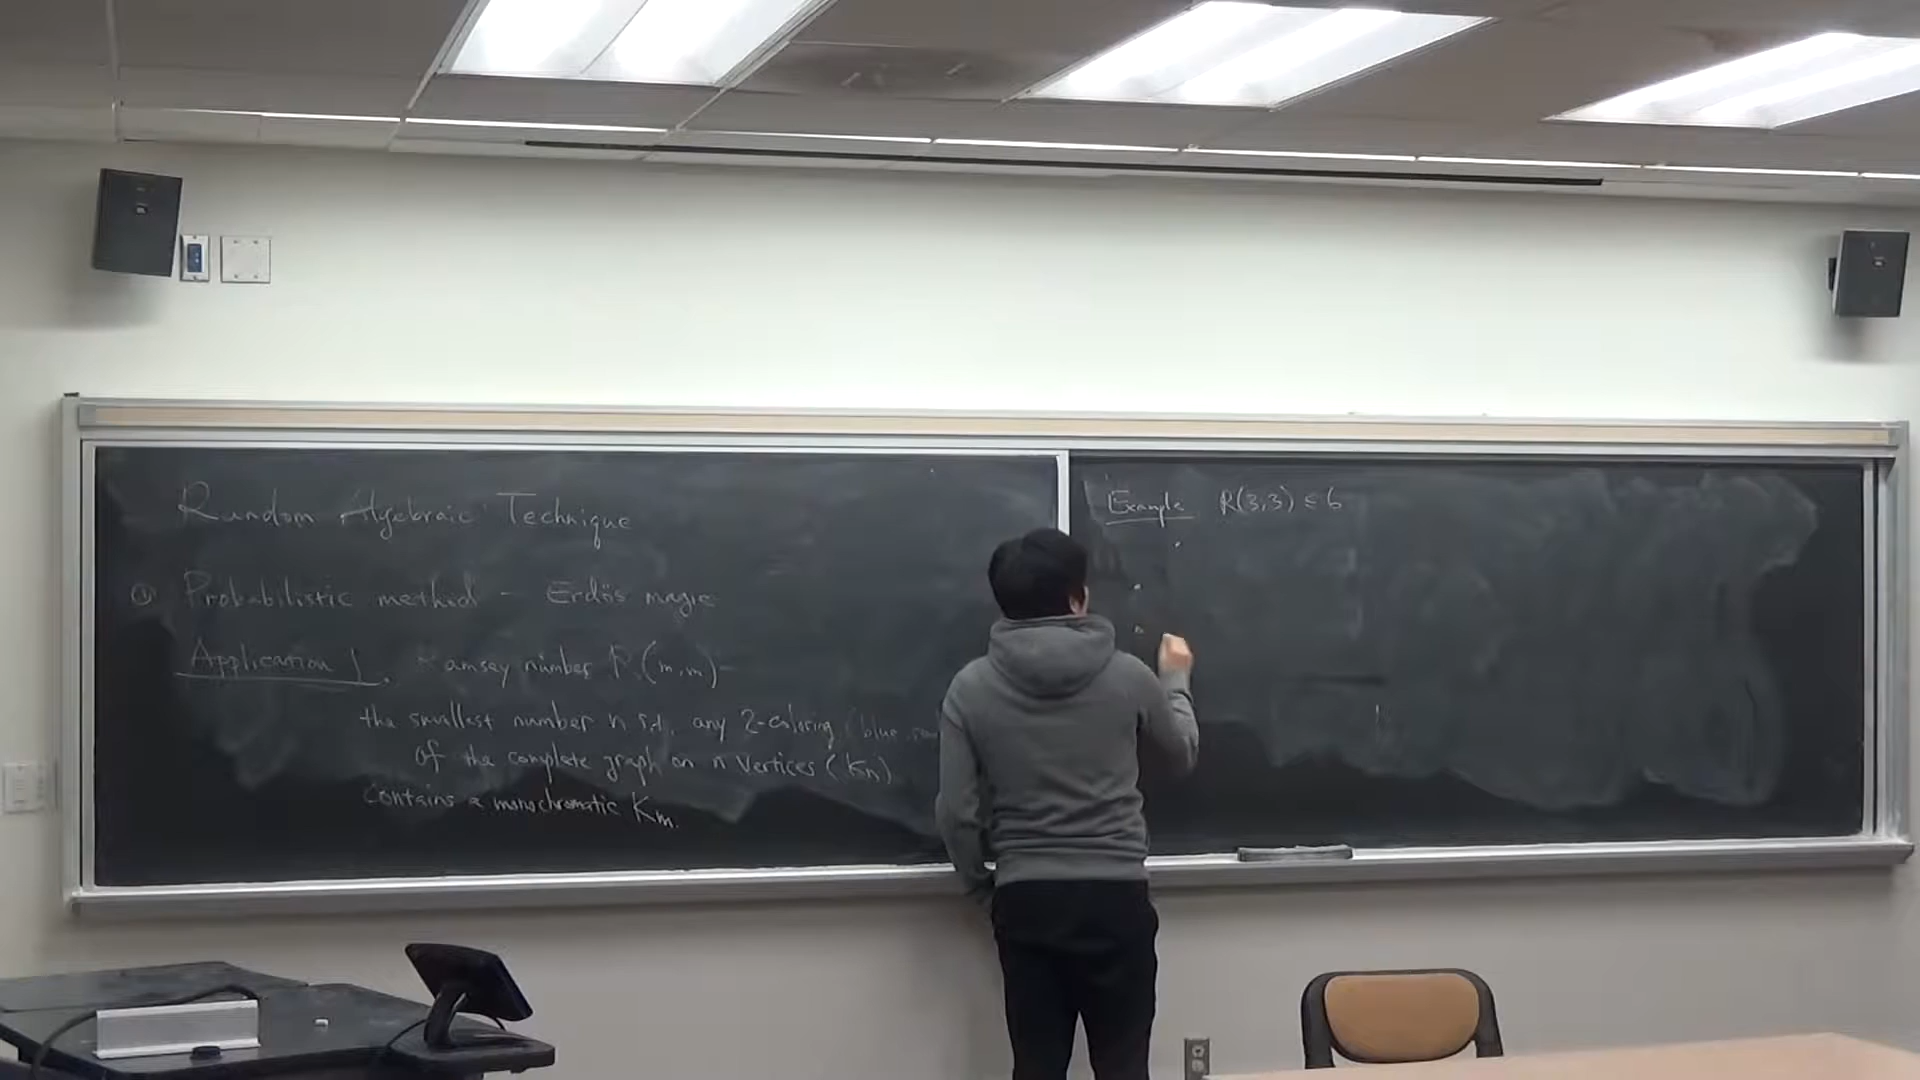 Random Algebraic Technique
① Probabilistic method - Erdös magic
Application 1. Ramsey number R(m,m) -
the smallest number n s.t. any 2-coloring (blue,
of the complete graph on n vertices (Kn)
contains a monochromatic Km.
Example R(3,3) ≤ 6